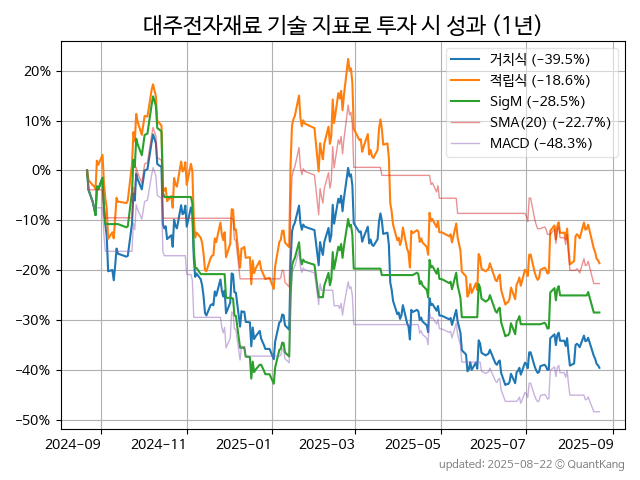 대주전자재료 기술 지표로 투자 시 성과 (1년)
거치식 (−39.5%)
적립식 (−18.6%)
SigM (−28.5%)
SMA(20) (−22.7%)
MACD (−48.3%)
20%
10%
0%
−10%
−20%
−30%
−40%
−50%
2024-09 2024-11 2025-01 2025-03 2025-05 2025-07 2025-09
updated: 2025-08-22 © QuantKang